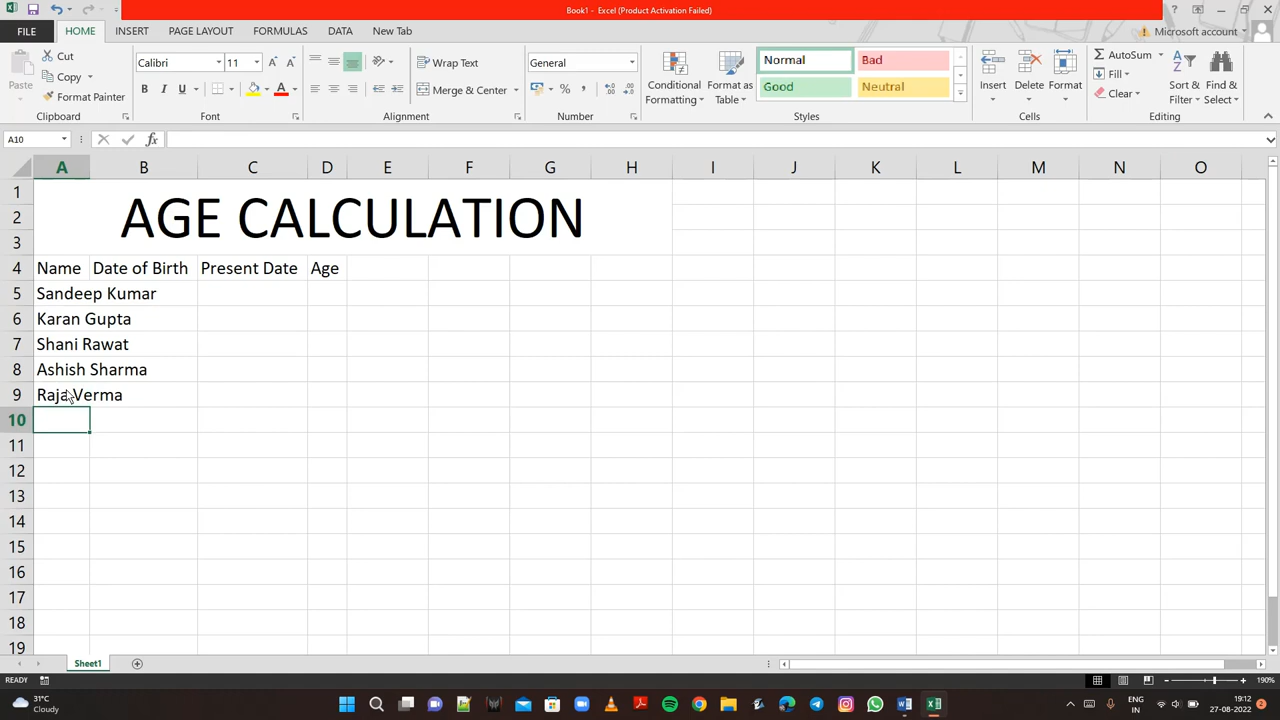 Book1 - Excel (Product Activation Failed)
FILE HOME INSERT PAGE LAYOUT FORMULAS DATA New Tab Microsoft account
Cut Calibri 11 Wrap Text General Normal Bad AutoSum
Paste Copy Conditional Format as Insert Delete Format Fill Sort & Find &
Format Painter B I U Merge & Center % Formatting Table Good Neutral Clear Filter Select
Clipboard Font Alignment Number Styles Cells Editing
A10 fx
A B C D E F G H I J K L M N O
1
2 AGE CALCULATION
3
4 Name Date of Birth Present Date Age
5 Sandeep Kumar
6 Karan Gupta
7 Shani Rawat
8 Ashish Sharma
9 Raja Verma
10
11
12
13
14
15
16
17
18
19
Sheet1
READY 190%
31°C ENG 19:12
Cloudy IN 27-08-2022